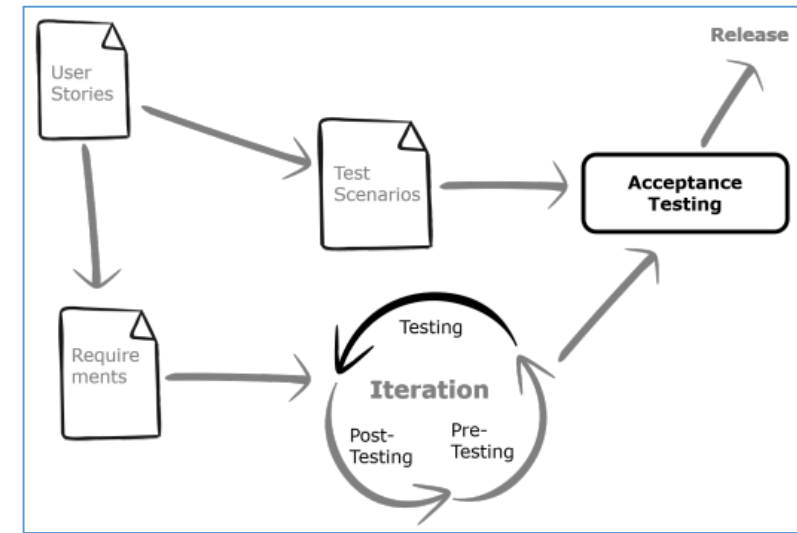 Release
User
Stories
Test
Scenarios
Acceptance
Testing
Require
ments
Testing
Iteration
Post-
Testing
Pre-
Testing